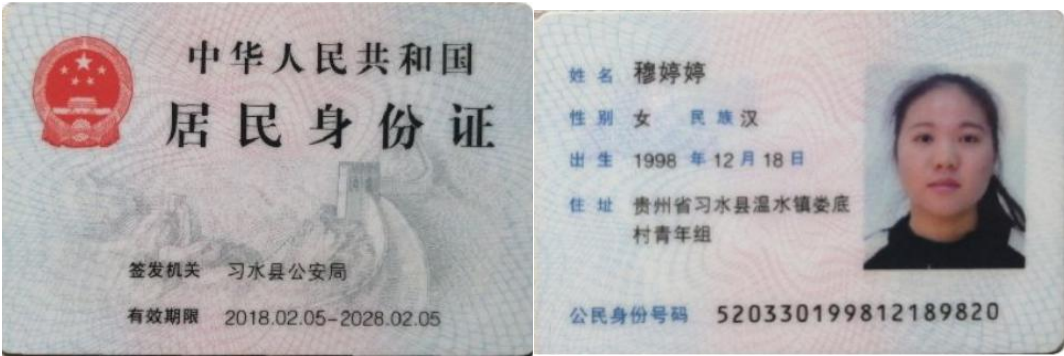 中华人民共和国
居民身份证
签发机关 习水县公安局
有效期限 2018.02.05-2028.02.05
姓名 穆婷婷
性别 女 民族 汉
出生 1998 年 12 月 18 日
住址 贵州省习水县温水镇娄底
村青年组
公民身份号码 520330199812189820